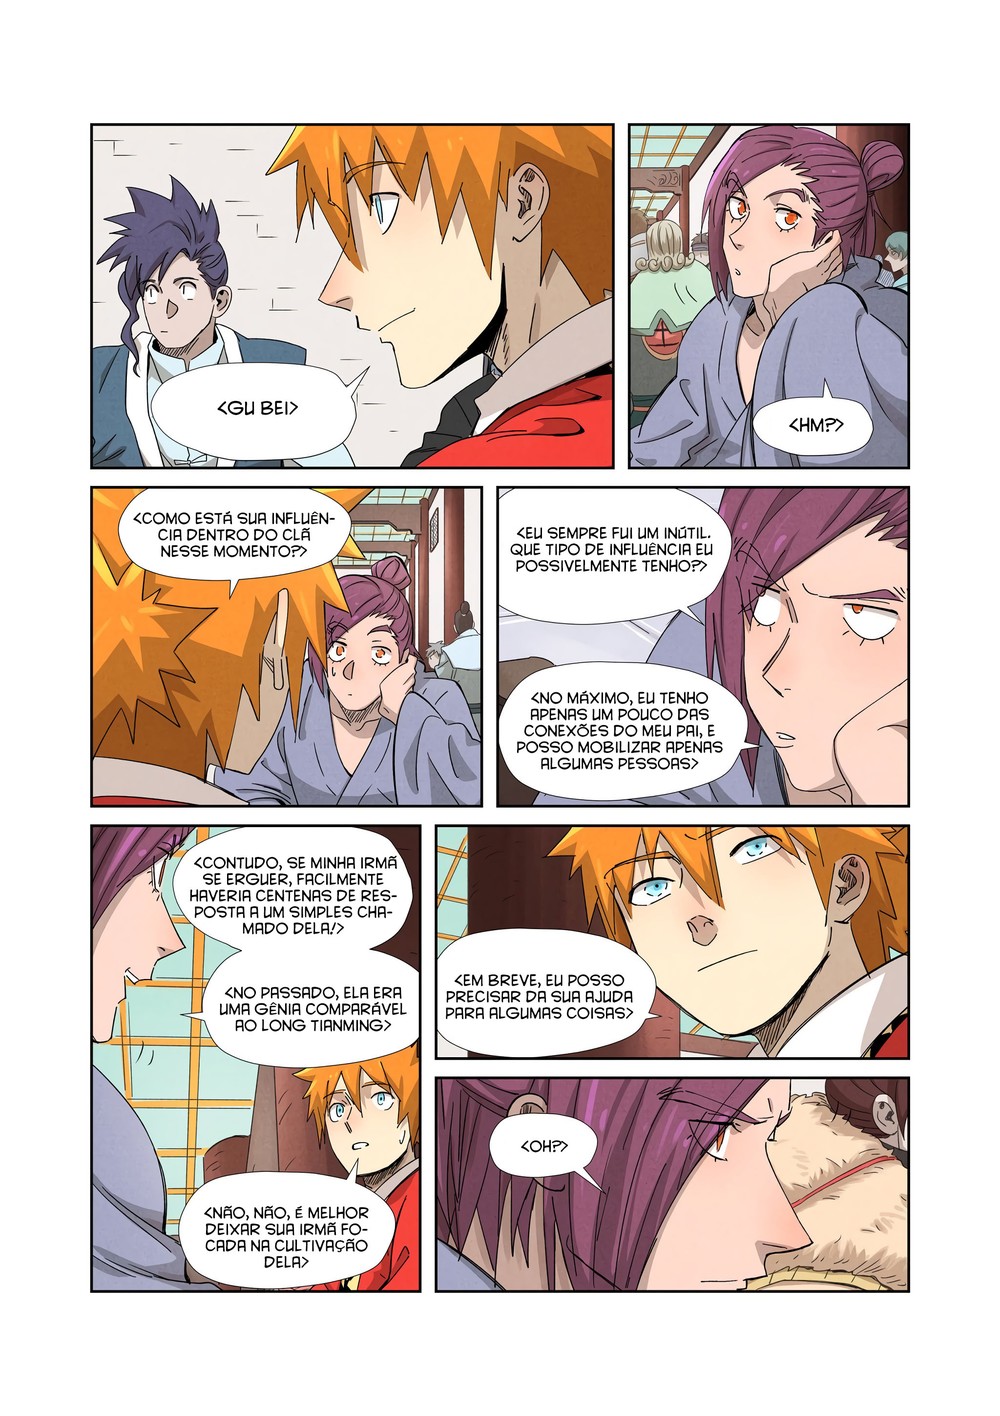 <GU BEI>
<HM?>
<COMO ESTÁ SUA INFLUÊN-
CIA DENTRO DO CLÃ
NESSE MOMENTO?>
<EU SEMPRE FUI UM INÚTIL.
QUE TIPO DE INFLUÊNCIA EU
POSSIVELMENTE TENHO?>
<NO MÁXIMO, EU TENHO
APENAS UM POUCO DAS
CONEXÕES DO MEU PAI, E
POSSO MOBILIZAR APENAS
ALGUMAS PESSOAS>
<CONTUDO, SE MINHA IRMÃ
SE ERGUER, FACILMENTE
HAVERIA CENTENAS DE RES-
POSTA A UM SIMPLES CHA-
MADO DELA!>
<NO PASSADO, ELA ERA
UMA GÊNIA COMPARÁVEL
AO LONG TIANMING>
<NÃO, NÃO, É MELHOR
DEIXAR SUA IRMÃ FO-
CADA NA CULTIVAÇÃO
DELA>
<EM BREVE, EU POSSO
PRECISAR DA SUA AJUDA
PARA ALGUMAS COISAS>
<OH?>